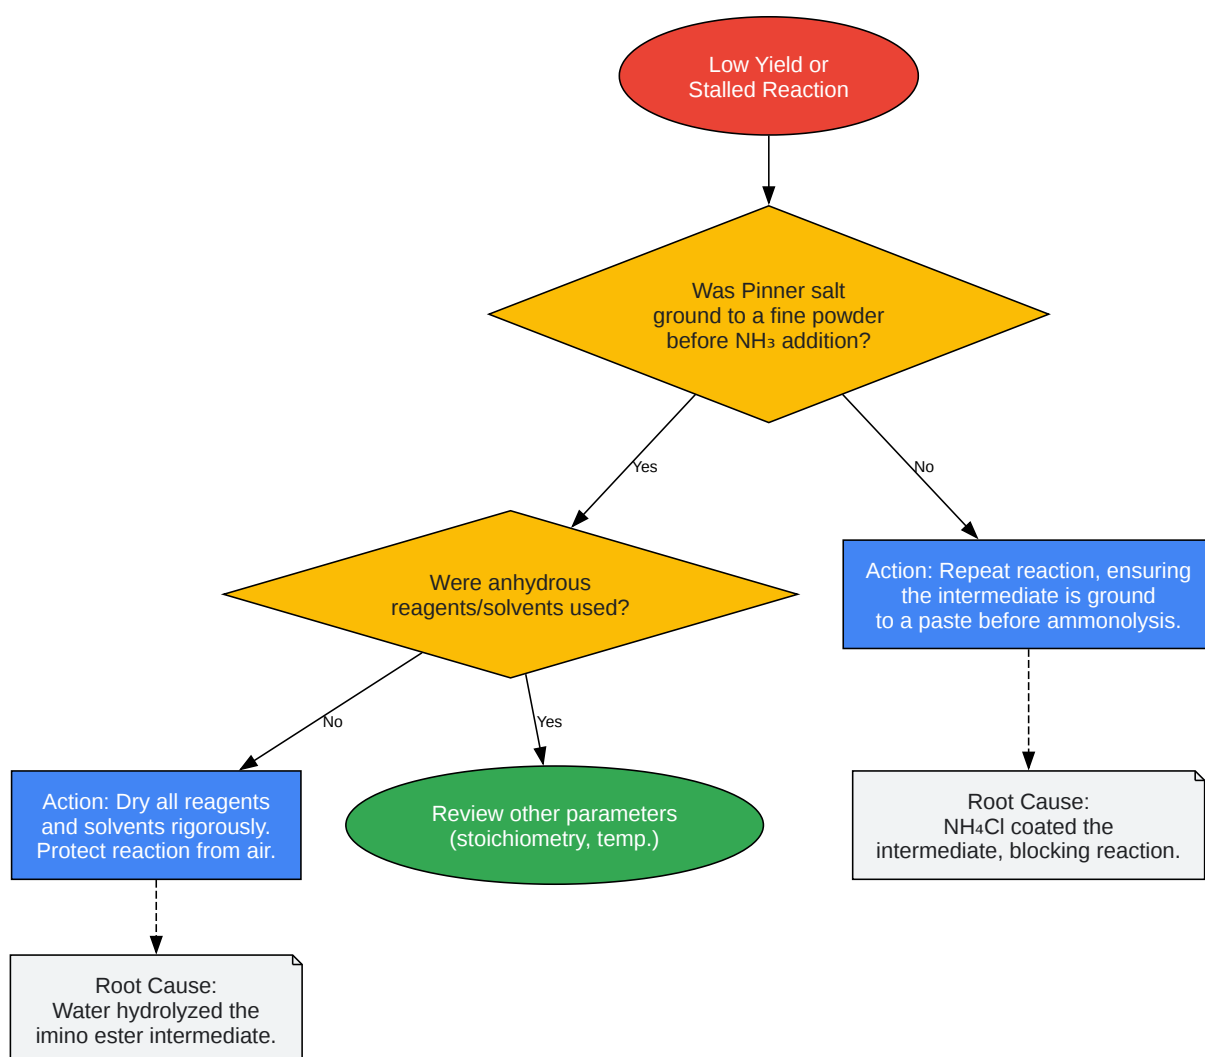 Low Yield or
Stalled Reaction
Was Pinner salt
ground to a fine powder
before NH₃ addition?
Yes
No
Were anhydrous
reagents/solvents used?
Action: Repeat reaction, ensuring
the intermediate is ground
to a paste before ammonolysis.
No
Yes
Action: Dry all reagents
and solvents rigorously.
Protect reaction from air.
Review other parameters
(stoichiometry, temp.)
Root Cause:
NH₄Cl coated the
intermediate, blocking reaction.
Root Cause:
Water hydrolyzed the
imino ester intermediate.